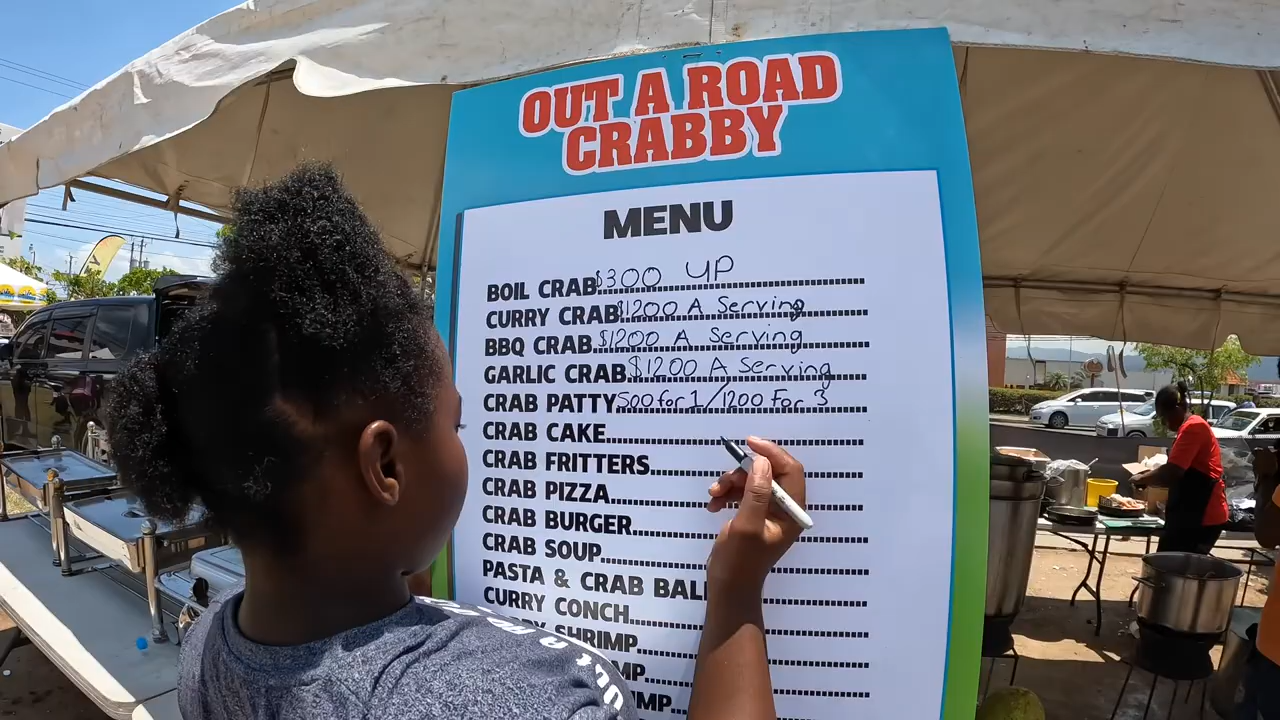 OUT A ROAD
CRABBY
MENU
BOIL CRAB $300 UP
CURRY CRAB $1200 A Serving
BBQ CRAB $1200 A Serving
GARLIC CRAB $1200 A Serving
CRAB PATTY 500 for 1/1200 For 3
CRAB CAKE
CRAB FRITTERS
CRAB PIZZA
CRAB BURGER
CRAB SOUP
PASTA & CRAB BALL
CURRY CONCH
SHRIMP